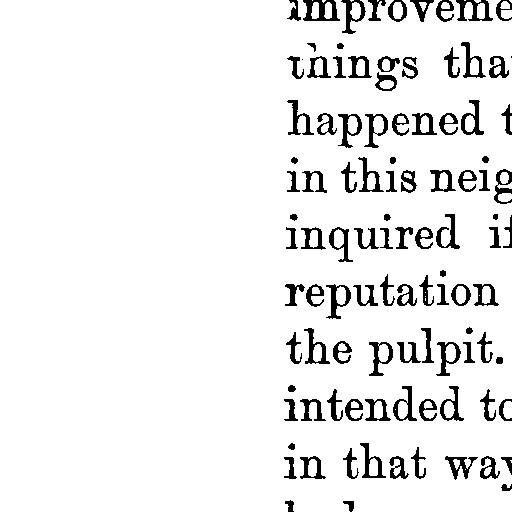 improveme
things tha
happened t
in this neig
inquired if
reputation
the pulpit.
intended to
in that way